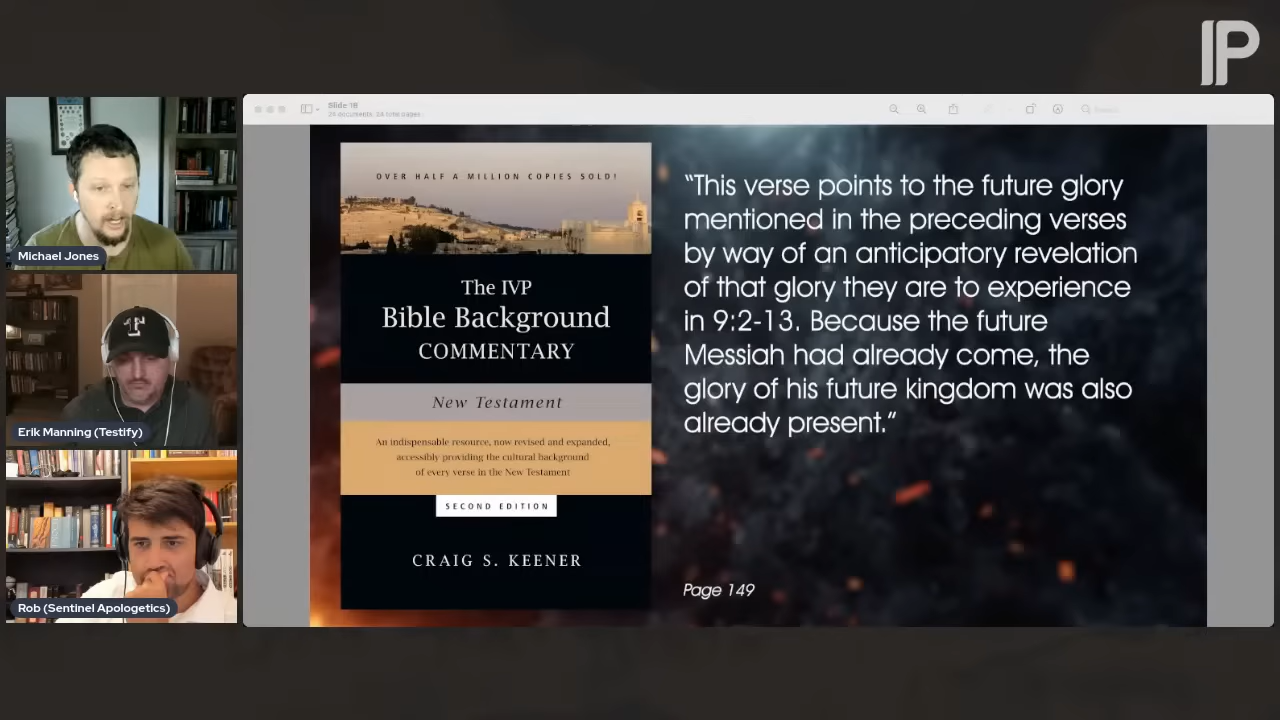 IP
Michael Jones
Erik Manning (Testify)
Rob (Sentinel Apologetics)
Slide 18
OVER HALF A MILLION COPIES SOLD!
The IVP
Bible Background
COMMENTARY
New Testament
An indispensable resource, now revised and expanded,
accessibly providing the cultural background
of every verse in the New Testament
SECOND EDITION
CRAIG S. KEENER
“This verse points to the future glory
mentioned in the preceding verses
by way of an anticipatory revelation
of that glory they are to experience
in 9:2-13. Because the future
Messiah had already come, the
glory of his future kingdom was also
already present.”
Page 149